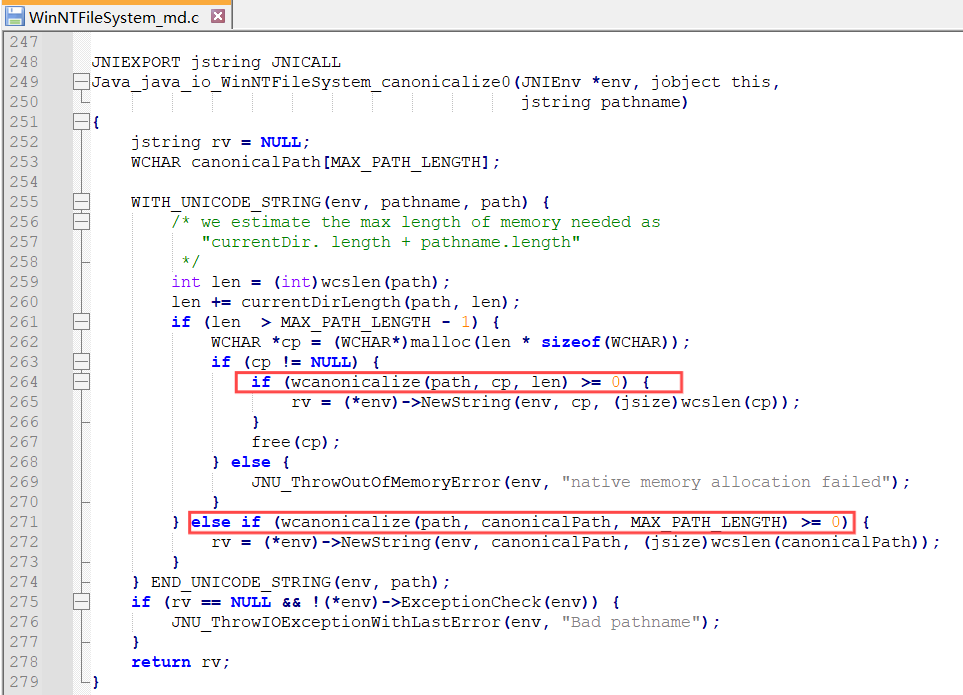 WinNTFileSystem_md.c
247
248 JNIEXPORT jstring JNICALL
249 Java_java_io_WinNTFileSystem_canonicalize0(JNIEnv *env, jobject this,
250 jstring pathname)
251 {
252 jstring rv = NULL;
253 WCHAR canonicalPath[MAX_PATH_LENGTH];
254
255 WITH_UNICODE_STRING(env, pathname, path) {
256 /* we estimate the max length of memory needed as
257 "currentDir. length + pathname.length"
258 */
259 int len = (int)wcslen(path);
260 len += currentDirLength(path, len);
261 if (len  > MAX_PATH_LENGTH - 1) {
262 WCHAR *cp = (WCHAR*)malloc(len * sizeof(WCHAR));
263 if (cp != NULL) {
264 if (wcanonicalize(path, cp, len) >= 0) {
265 rv = (*env)->NewString(env, cp, (jsize)wcslen(cp));
266 }
267 free(cp);
268 } else {
269 JNU_ThrowOutOfMemoryError(env, "native memory allocation failed");
270 }
271 } else if (wcanonicalize(path, canonicalPath, MAX_PATH_LENGTH) >= 0) {
272 rv = (*env)->NewString(env, canonicalPath, (jsize)wcslen(canonicalPath));
273 }
274 } END_UNICODE_STRING(env, path);
275 if (rv == NULL && !(*env)->ExceptionCheck(env)) {
276 JNU_ThrowIOExceptionWithLastError(env, "Bad pathname");
277 }
278 return rv;
279 }